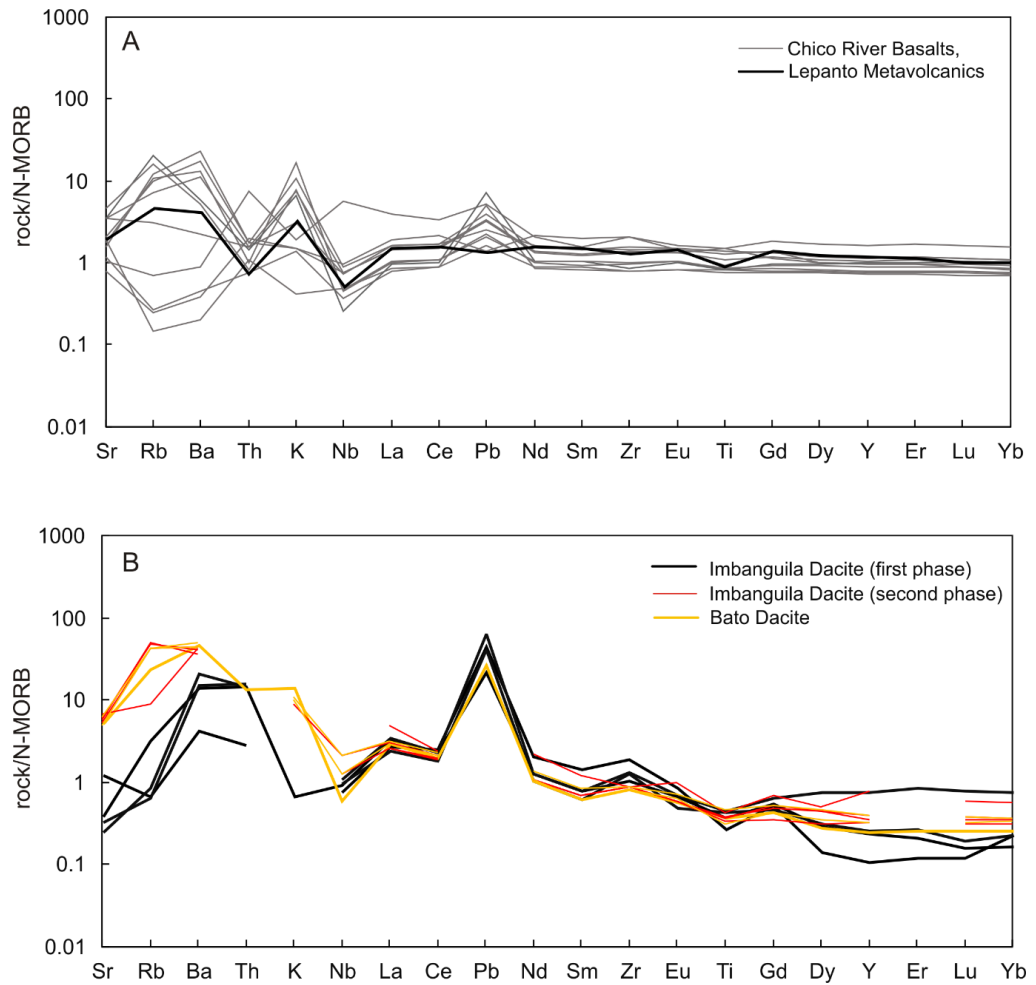 A
1000
100
10
1
0.1
0.01
rock/N-MORB
Chico River Basalts,
Lepanto Metavolcanics
Sr Rb Ba Th K Nb La Ce Pb Nd Sm Zr Eu Ti Gd Dy Y Er Lu Yb
B
1000
100
10
1
0.1
0.01
rock/N-MORB
Imbanguila Dacite (first phase)
Imbanguila Dacite (second phase)
Bato Dacite
Sr Rb Ba Th K Nb La Ce Pb Nd Sm Zr Eu Ti Gd Dy Y Er Lu Yb